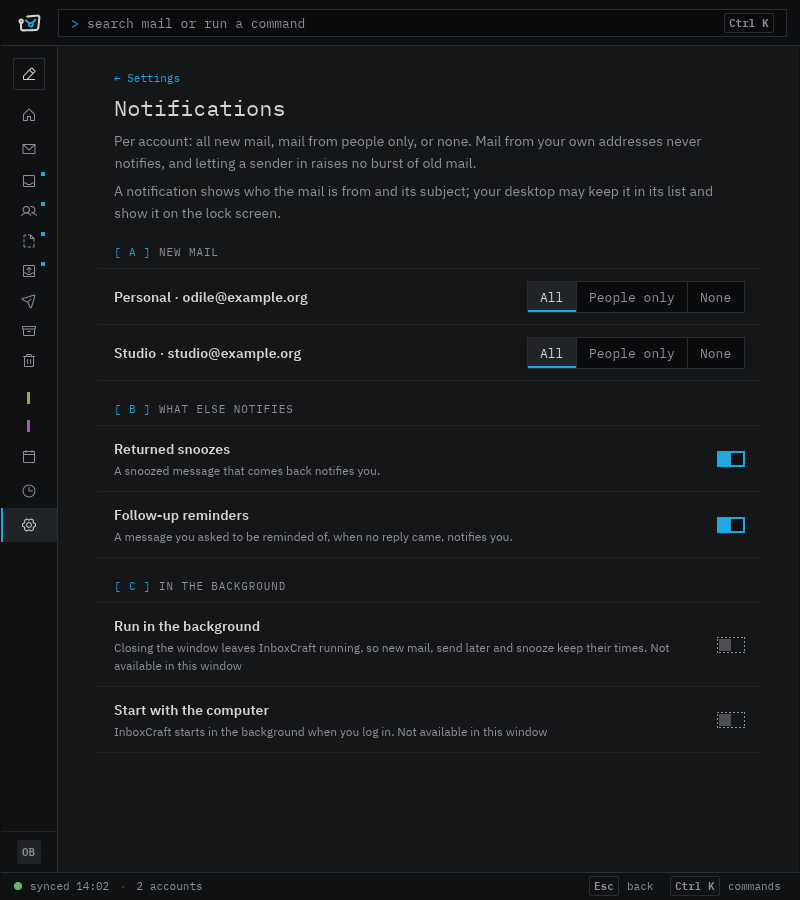 > search mail or run a command Ctrl K
← Settings
Notifications
Per account: all new mail, mail from people only, or none. Mail from your own addresses never
notifies, and letting a sender in raises no burst of old mail.
A notification shows who the mail is from and its subject; your desktop may keep it in its list and
show it on the lock screen.
[ A ] NEW MAIL
Personal · odile@example.org All People only None
Studio · studio@example.org All People only None
[ B ] WHAT ELSE NOTIFIES
Returned snoozes
A snoozed message that comes back notifies you.
Follow-up reminders
A message you asked to be reminded of, when no reply came, notifies you.
[ C ] IN THE BACKGROUND
Run in the background
Closing the window leaves InboxCraft running, so new mail, send later and snooze keep their times. Not
available in this window
Start with the computer
InboxCraft starts in the background when you log in. Not available in this window
OB
synced 14:02 · 2 accounts Esc back Ctrl K commands